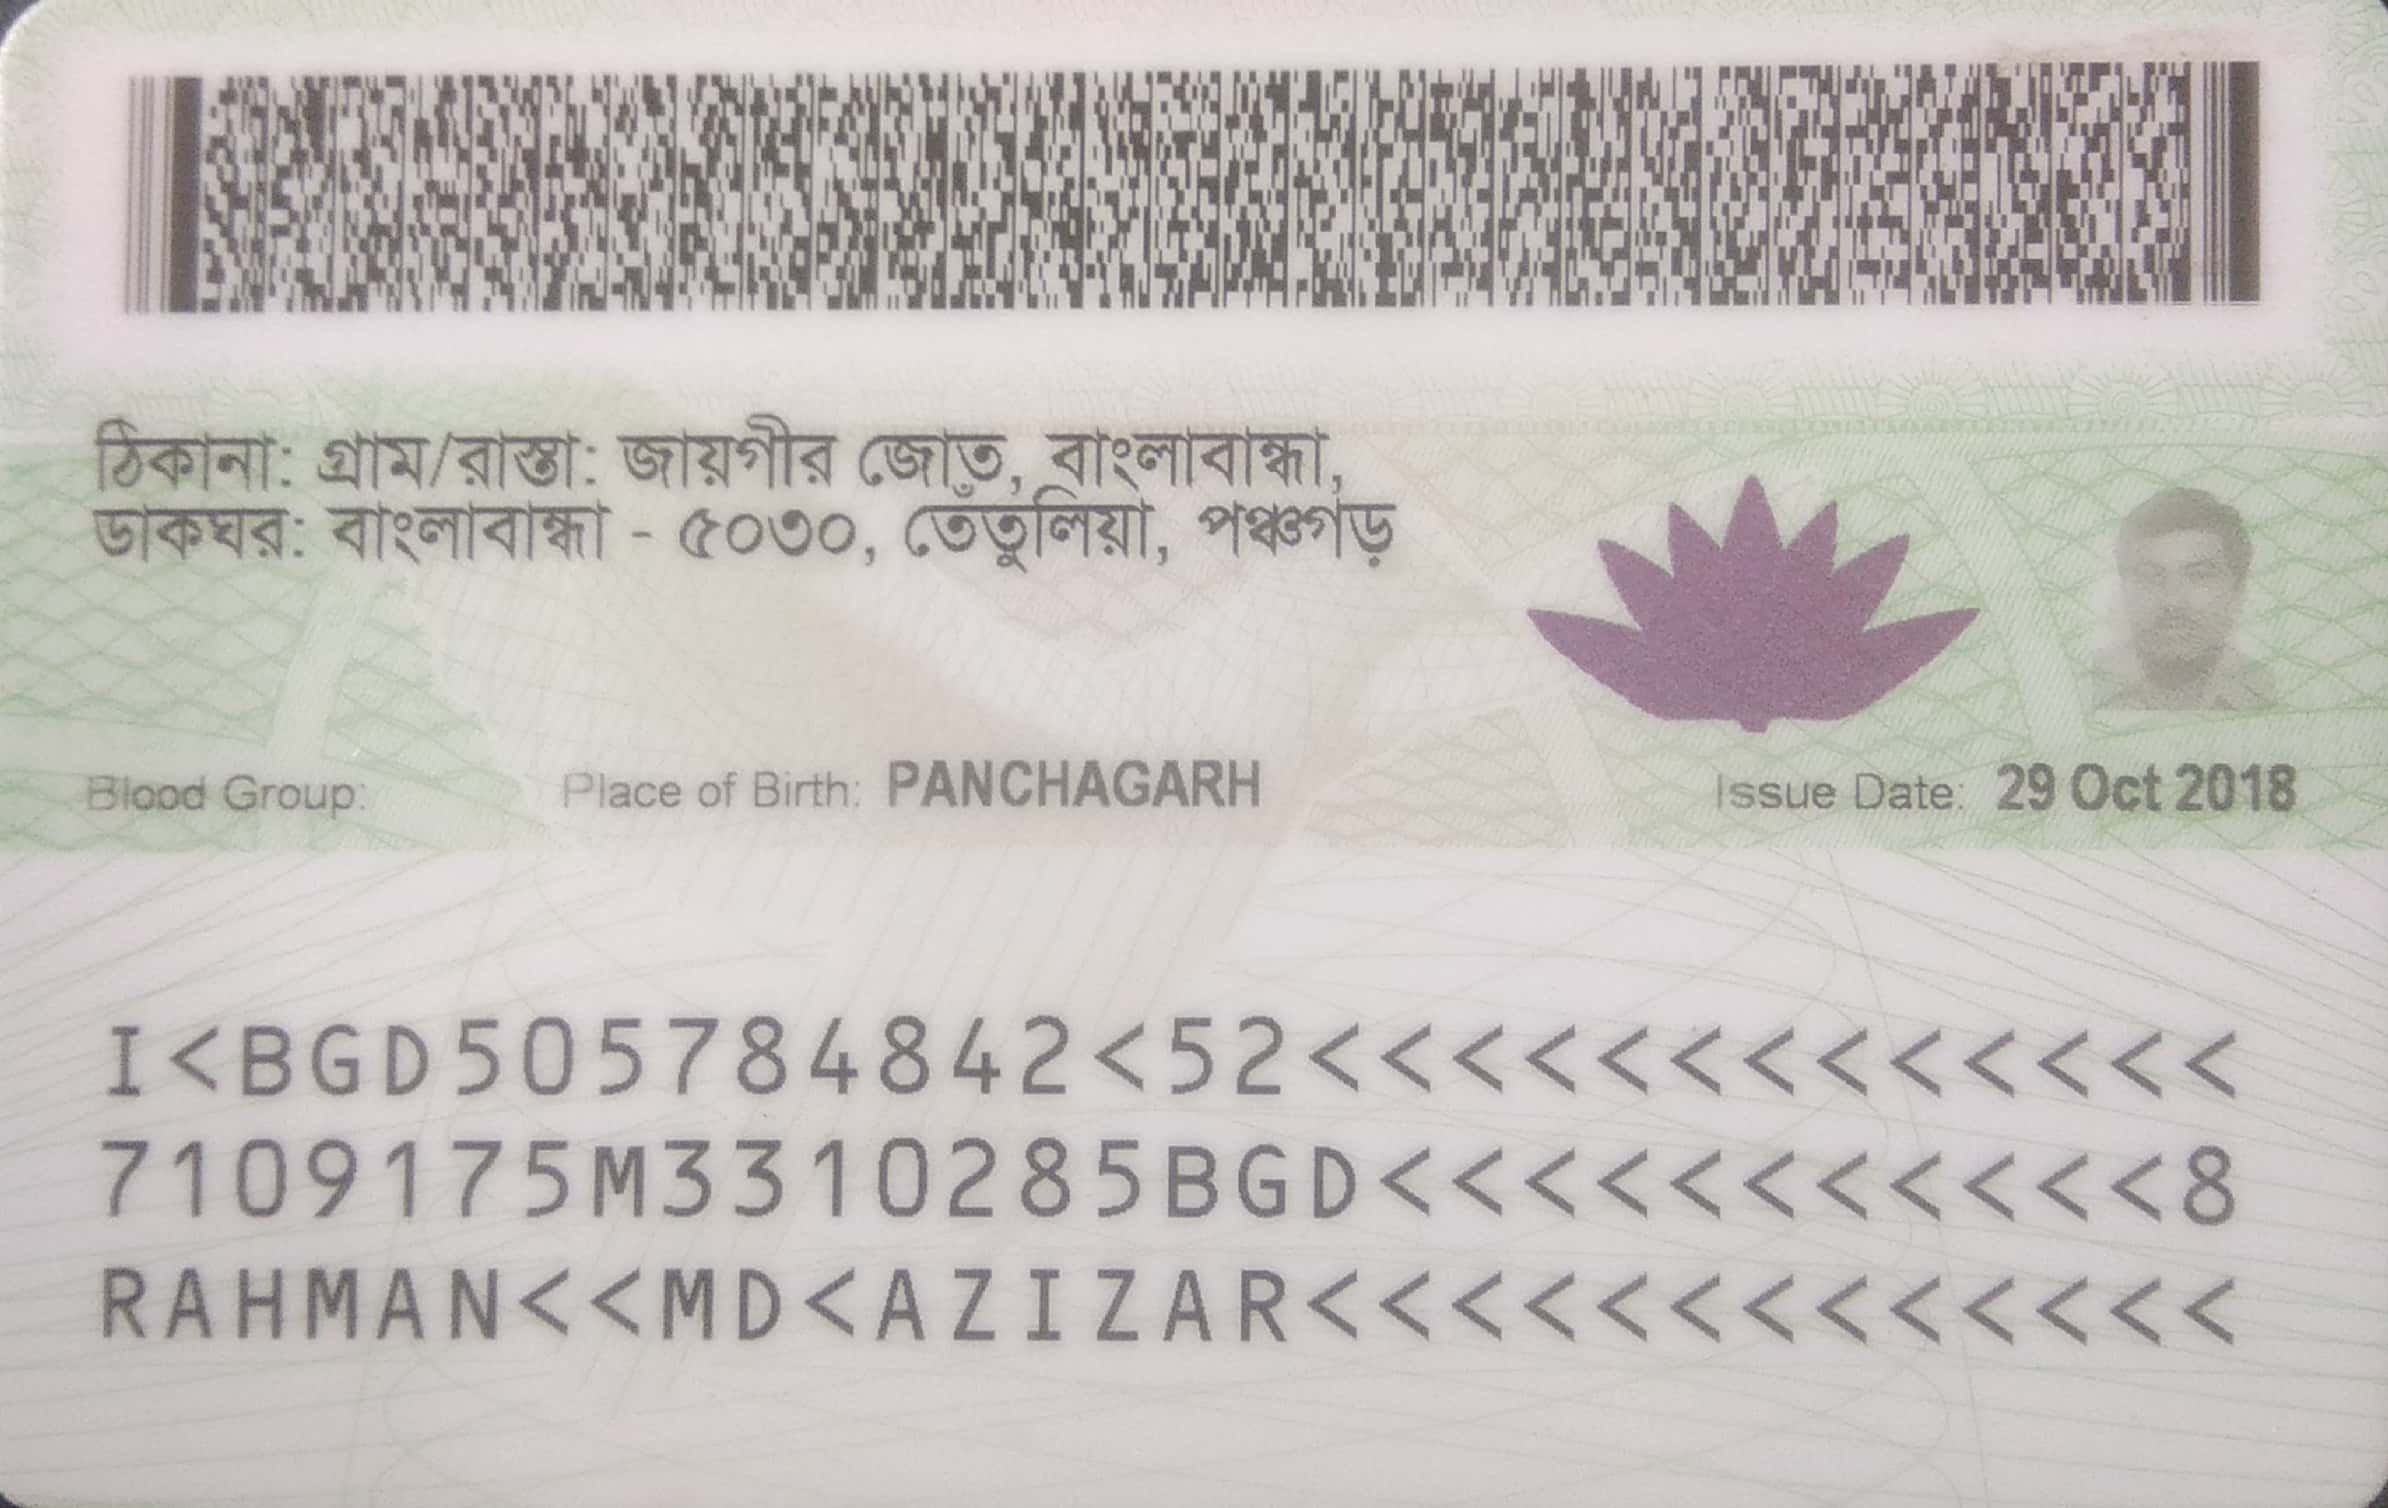 ঠিকানা: গ্রাম/রাস্তা: জায়গীর জোত, বাংলাবান্ধা,
ডাকঘর: বাংলাবান্ধা - ৫০৩০, তেঁতুলিয়া, পঞ্চগড়
Blood Group: Place of Birth: PANCHAGARH Issue Date: 29 Oct 2018
I<BGD505784842<52<<<<<<<<<<<<<
7109175M3310285BGD<<<<<<<<<<<8
RAHMAN<<MD<AZIZAR<<<<<<<<<<<<<